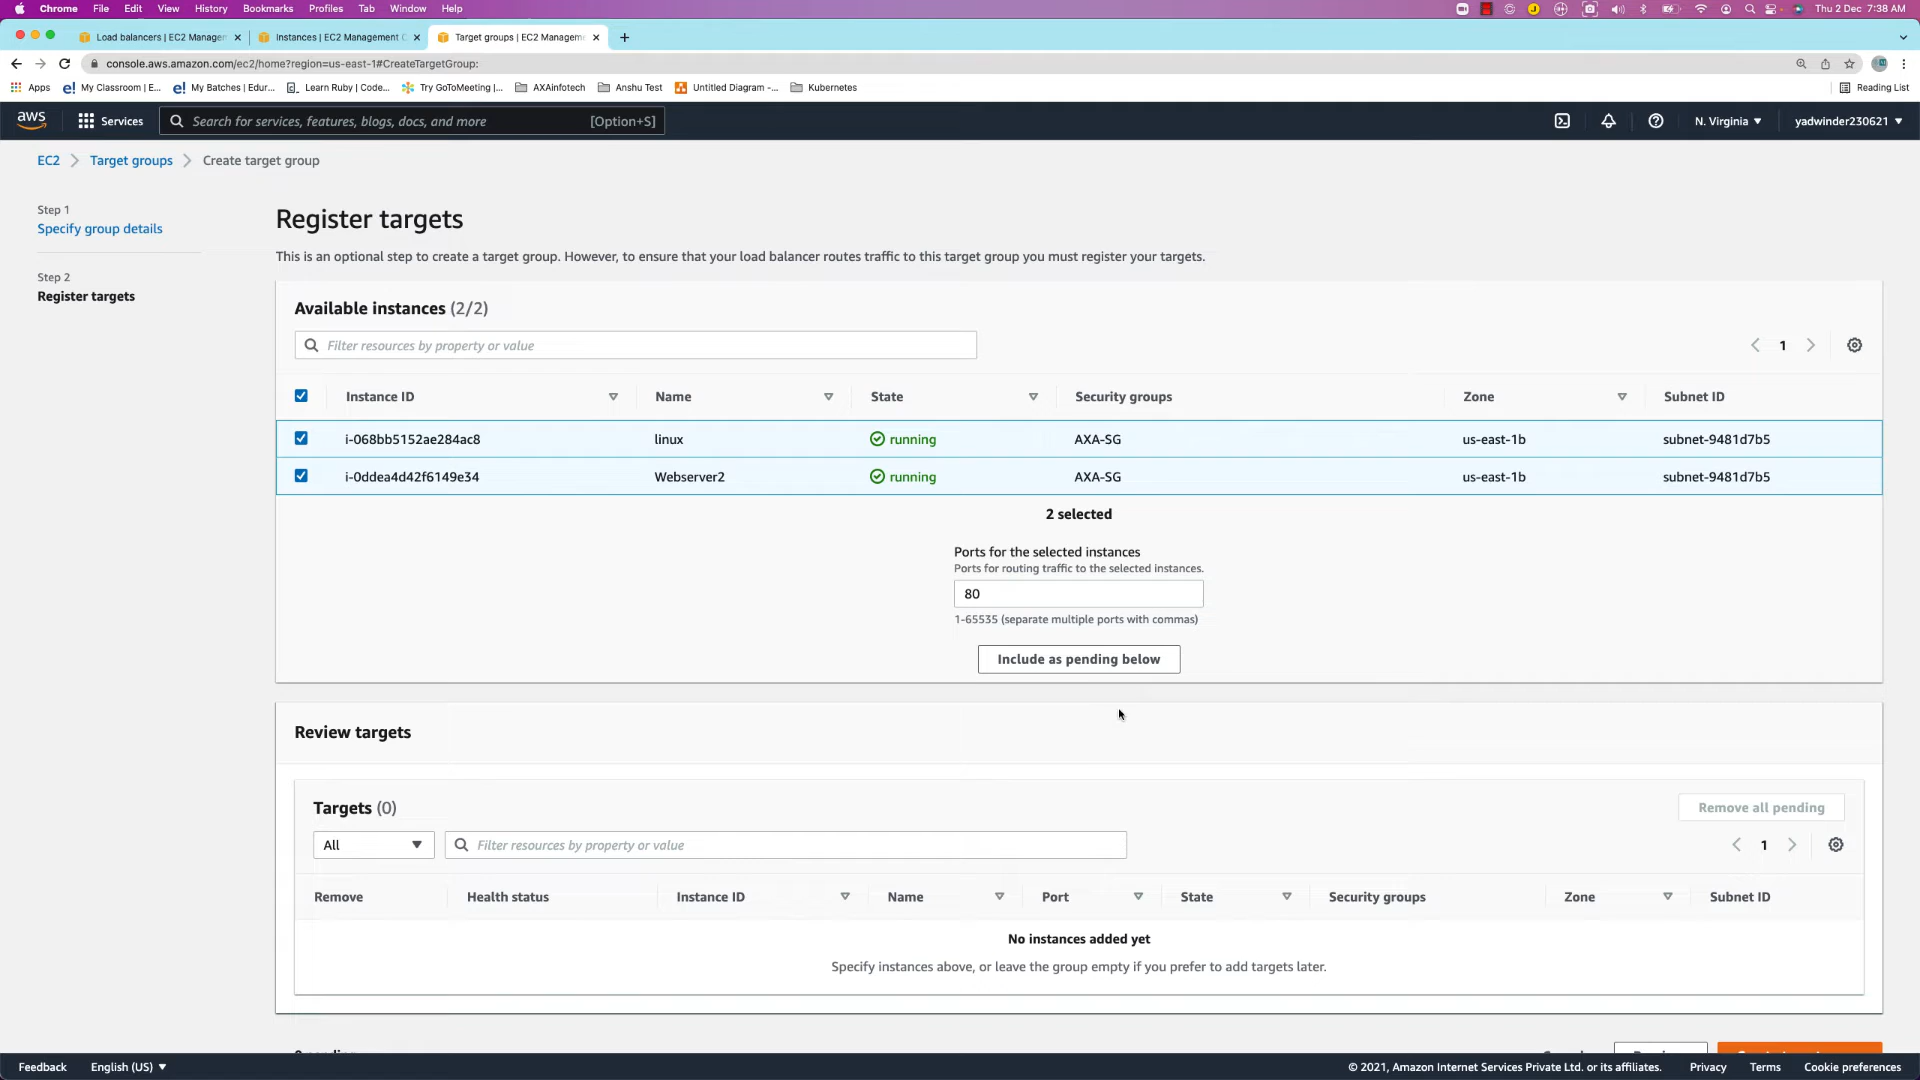 Chrome File Edit View History Bookmarks Profiles Tab Window Help Thu 2 Dec 7:38 AM
Load balancers | EC2 Managem Instances | EC2 Management C Target groups | EC2 Managem
console.aws.amazon.com/ec2/home?region=us-east-1#CreateTargetGroup:
Apps My Classroom | E... My Batches | Edur... Learn Ruby | Code... Try GoToMeeting |... AXAinfotech Anshu Test Untitled Diagram -... Kubernetes Reading List
aws Services Search for services, features, blogs, docs, and more [Option+S] N. Virginia yadwinder230621
EC2 Target groups Create target group
Step 1
Specify group details
Step 2
Register targets
Register targets
This is an optional step to create a target group. However, to ensure that your load balancer routes traffic to this target group you must register your targets.
Available instances (2/2)
Filter resources by property or value 1
Instance ID Name State Security groups Zone Subnet ID
i-068bb5152ae284ac8 linux running AXA-SG us-east-1b subnet-9481d7b5
i-0ddea4d42f6149e34 Webserver2 running AXA-SG us-east-1b subnet-9481d7b5
2 selected
Ports for the selected instances
Ports for routing traffic to the selected instances.
80
1-65535 (separate multiple ports with commas)
Include as pending below
Review targets
Targets (0) Remove all pending
All Filter resources by property or value 1
Remove Health status Instance ID Name Port State Security groups Zone Subnet ID
No instances added yet
Specify instances above, or leave the group empty if you prefer to add targets later.
Feedback English (US) © 2021, Amazon Internet Services Private Ltd. or its affiliates. Privacy Terms Cookie preferences